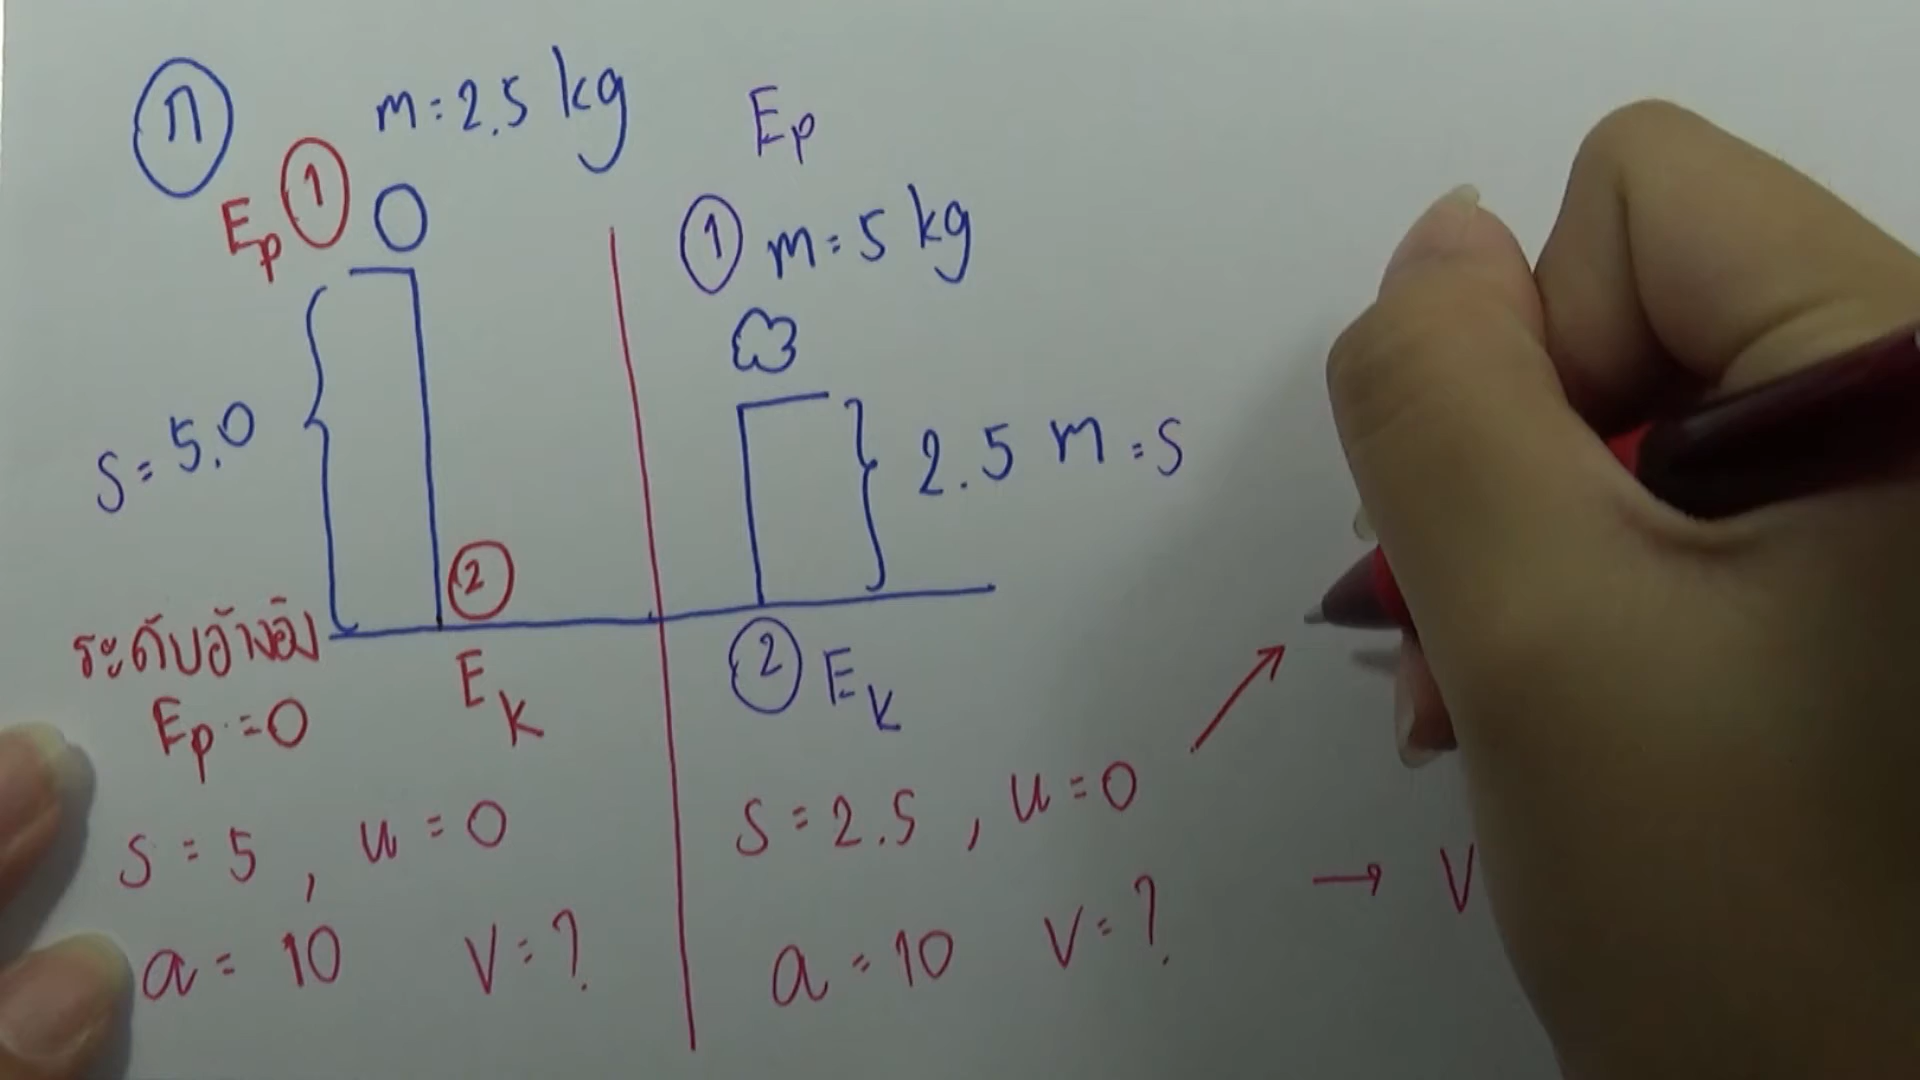 ก m = 2.5 kg
Ep 1
s = 5.0
2
ระดับอ้างอิง
Ep = 0
EK
s = 5 , u = 0
a = 10 v = ?
Ep
1 m = 5 kg
2.5 m = s
2 EK
s = 2.5 , u = 0
a = 10 v = ?
→ v